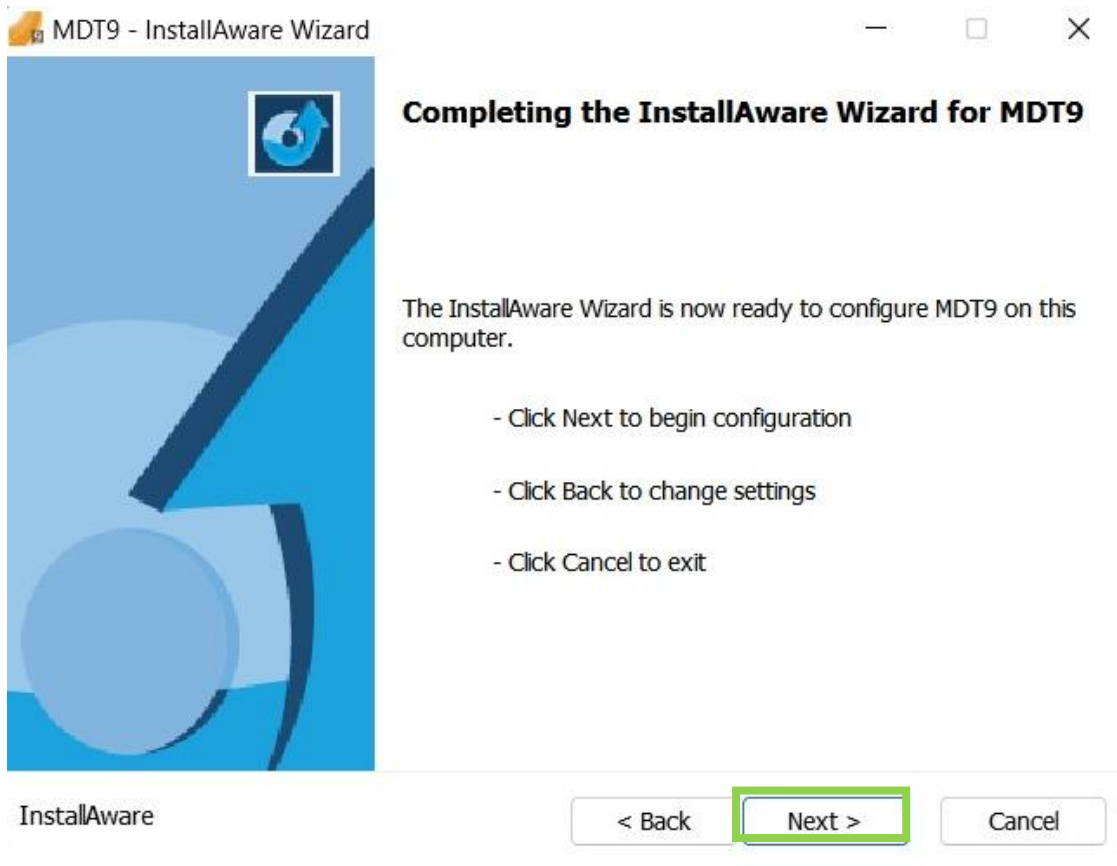 MDT9 - InstallAware Wizard
Completing the InstallAware Wizard for MDT9
The InstallAware Wizard is now ready to configure MDT9 on this
computer.
- Click Next to begin configuration
- Click Back to change settings
- Click Cancel to exit
InstallAware
< Back
Next >
Cancel